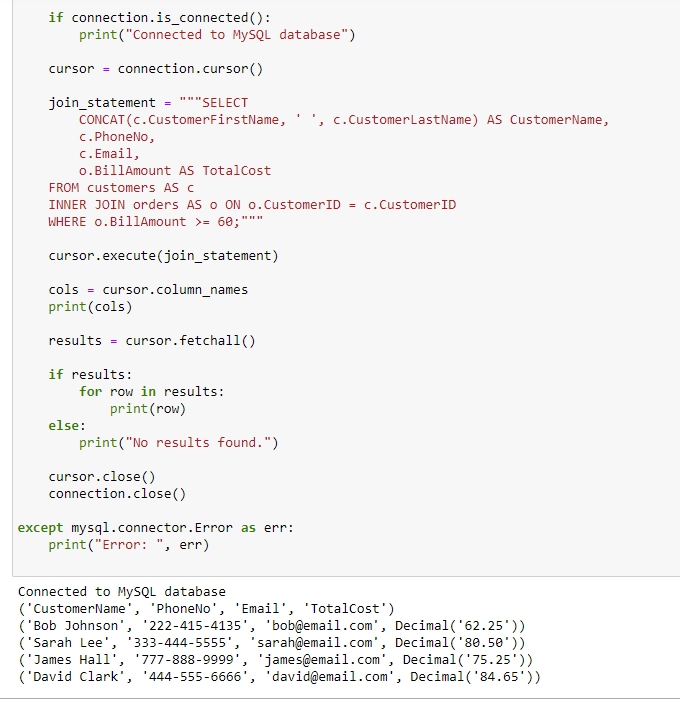 if connection.is_connected():
print("Connected to MySQL database")
cursor = connection.cursor()
join_statement = """SELECT
CONCAT(c.CustomerFirstName, ' ', c.CustomerLastName) AS CustomerName,
c.PhoneNo,
c.Email,
o.BillAmount AS TotalCost
FROM customers AS c
INNER JOIN orders AS o ON o.CustomerID = c.CustomerID
WHERE o.BillAmount >= 60;"""
cursor.execute(join_statement)
cols = cursor.column_names
print(cols)
results = cursor.fetchall()
if results:
for row in results:
print(row)
else:
print("No results found.")
cursor.close()
connection.close()
except mysql.connector.Error as err:
print("Error: ", err)
Connected to MySQL database
('CustomerName', 'PhoneNo', 'Email', 'TotalCost')
('Bob Johnson', '222-415-4135', 'bob@email.com', Decimal('62.25'))
('Sarah Lee', '333-444-5555', 'sarah@email.com', Decimal('80.50'))
('James Hall', '777-888-9999', 'james@email.com', Decimal('75.25'))
('David Clark', '444-555-6666', 'david@email.com', Decimal('84.65'))